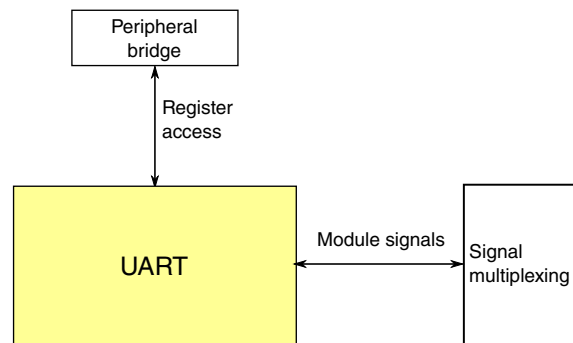 Peripheral
bridge
Register
access
UART
Module signals
Signal
multiplexing